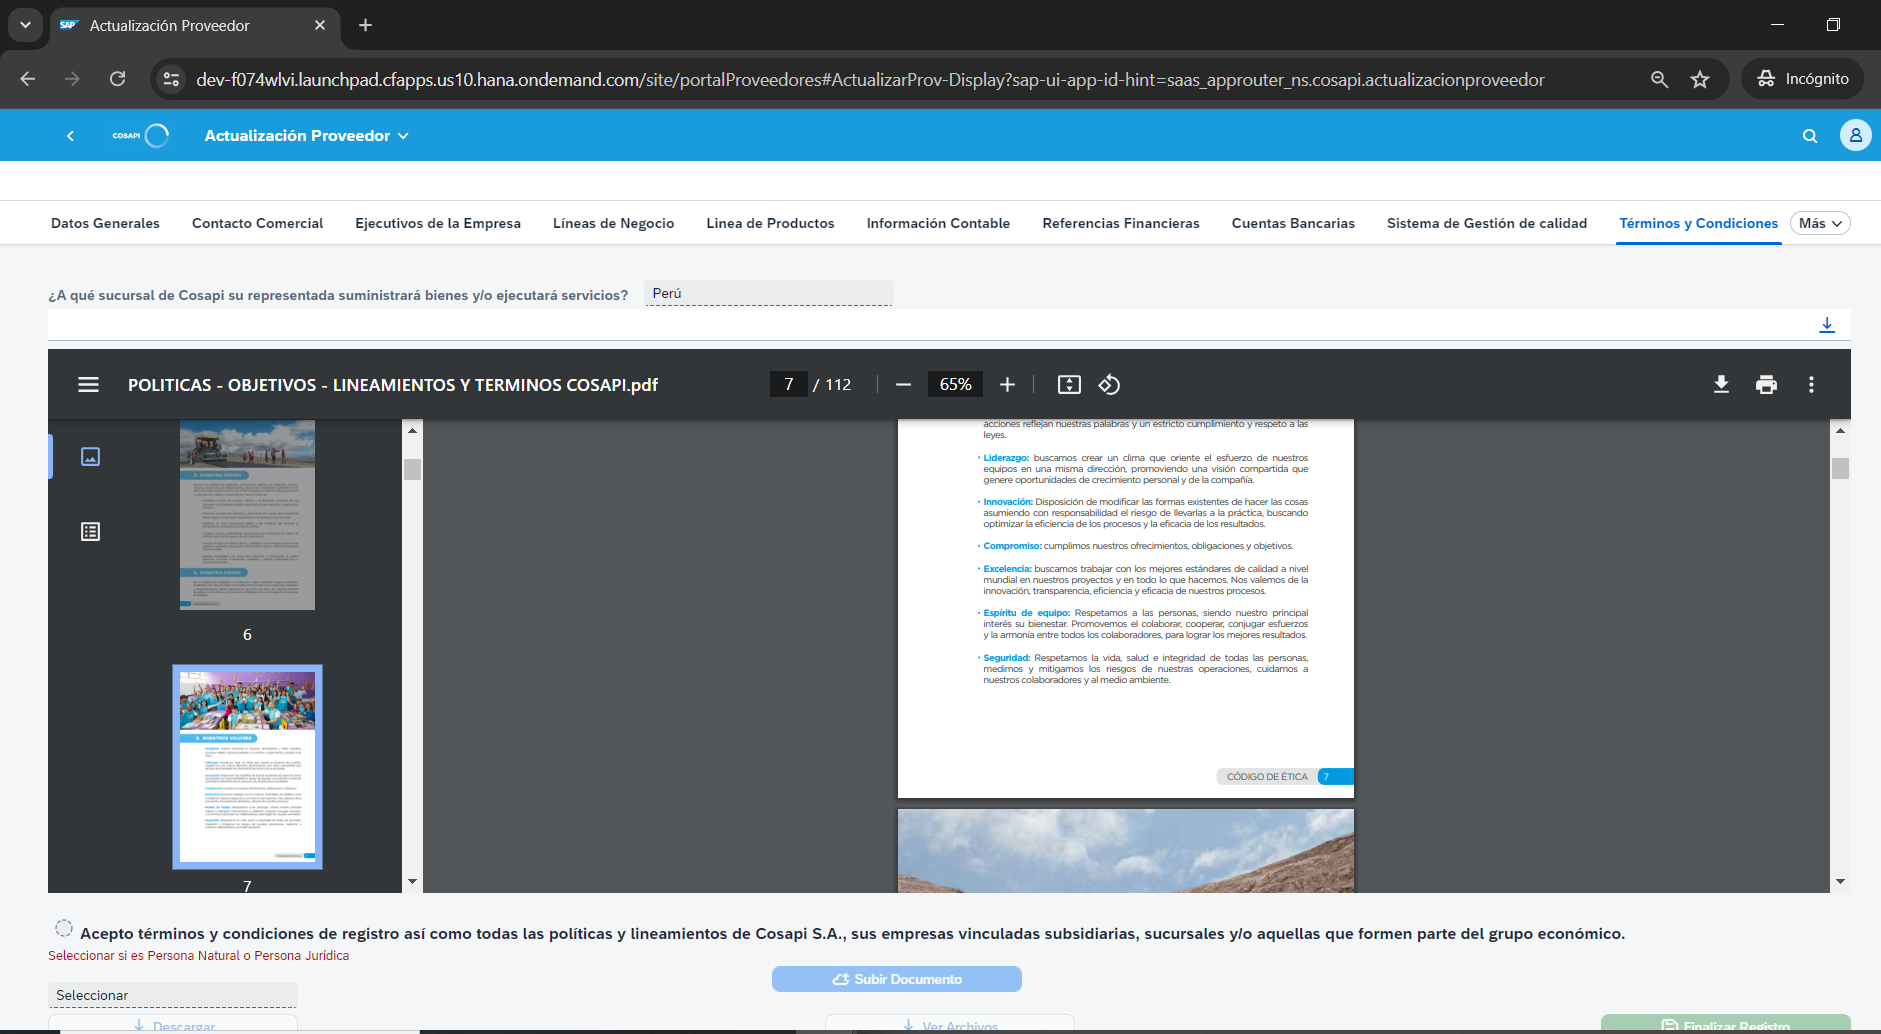 SAP Actualización Proveedor
dev-f074wlvi.launchpad.cfapps.us10.hana.ondemand.com/site/portalProveedores#ActualizarProv-Display?sap-ui-app-id-hint=saas_approuter_ns.cosapi.actualizacionproveedor
Incógnito
COSAPI Actualización Proveedor
Datos Generales Contacto Comercial Ejecutivos de la Empresa Líneas de Negocio Linea de Productos Información Contable Referencias Financieras Cuentas Bancarias Sistema de Gestión de calidad Términos y Condiciones Más
¿A qué sucursal de Cosapi su representada suministrará bienes y/o ejecutará servicios? Perú
POLITICAS - OBJETIVOS - LINEAMIENTOS Y TERMINOS COSAPI.pdf 7 / 112 65%
acciones reflejan nuestras palabras y un estricto cumplimiento y respeto a las
leyes.
• Liderazgo: buscamos crear un clima que oriente el esfuerzo de nuestros
equipos en una misma dirección, promoviendo una visión compartida que
genere oportunidades de crecimiento personal y de la compañía.
• Innovación: Disposición de modificar las formas existentes de hacer las cosas
asumiendo con responsabilidad el riesgo de llevarlas a la práctica, buscando
optimizar la eficiencia de los procesos y la eficacia de los resultados.
• Compromiso: cumplimos nuestros ofrecimientos, obligaciones y objetivos.
• Excelencia: buscamos trabajar con los mejores estándares de calidad a nivel
mundial en nuestros proyectos y en todo lo que hacemos. Nos valemos de la
innovación, transparencia, eficiencia y eficacia de nuestros procesos.
• Espíritu de equipo: Respetamos a las personas, siendo nuestro principal
interés su bienestar. Promovemos el colaborar, cooperar, conjugar esfuerzos
y la armonía entre todos los colaboradores, para lograr los mejores resultados.
• Seguridad: Respetamos la vida, salud e integridad de todas las personas,
medimos y mitigamos los riesgos de nuestras operaciones, cuidamos a
nuestros colaboradores y al medio ambiente.
CÓDIGO DE ÉTICA 7
NUESTRA MISIÓN
NUESTRA VISIÓN
6
NUESTROS VALORES
7
Acepto términos y condiciones de registro así como todas las políticas y lineamientos de Cosapi S.A., sus empresas vinculadas subsidiarias, sucursales y/o aquellas que formen parte del grupo económico.
Seleccionar si es Persona Natural o Persona Jurídica
Subir Documento
Seleccionar
Descargar Ver Archivos Finalizar Registro